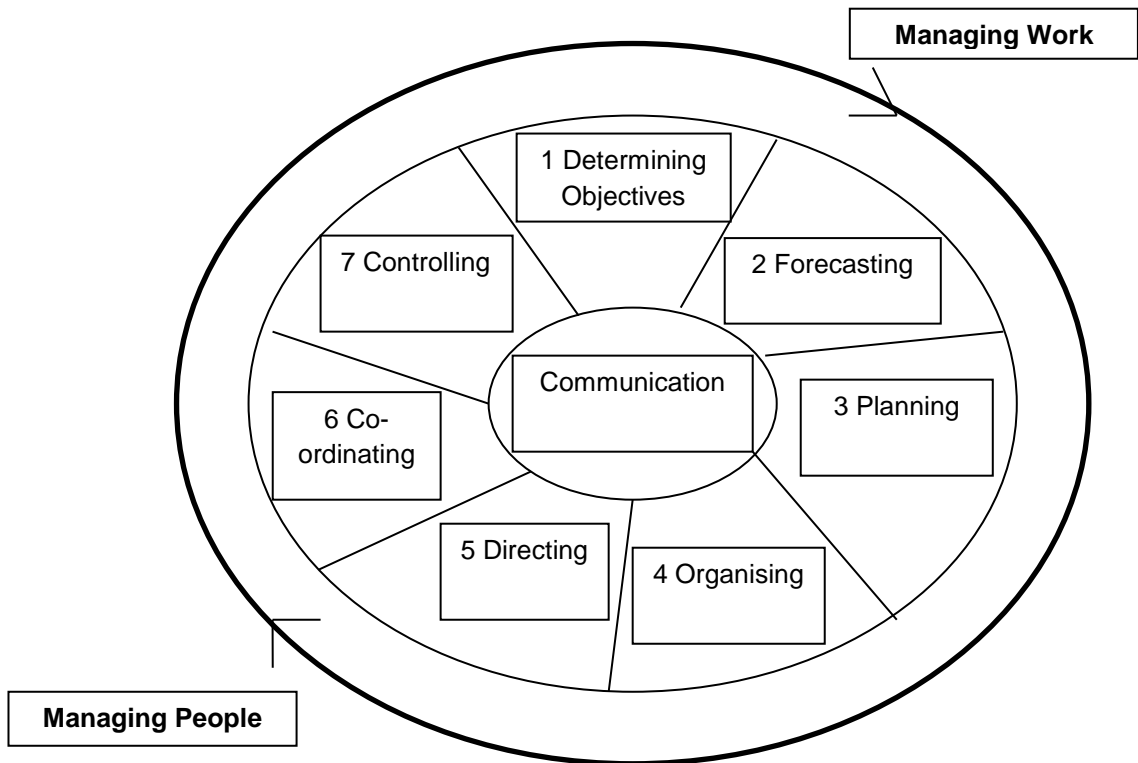 Managing Work
1 Determining
Objectives
7 Controlling
2 Forecasting
Communication
3 Planning
6 Co-
ordinating
5 Directing
4 Organising
Managing People